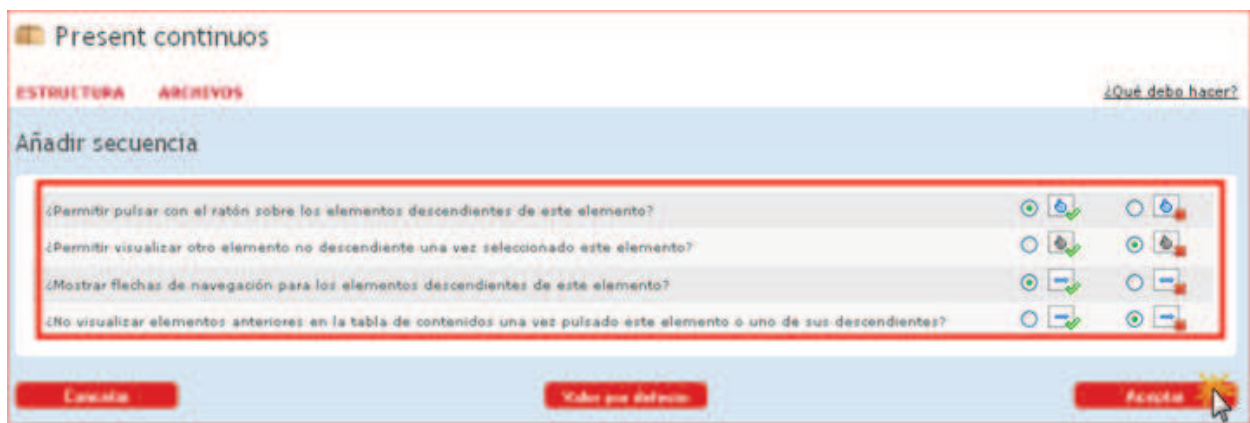 Present continuos
ESTRUCTURA ARCHIVOS ¿Qué debo hacer?
Añadir secuencia
¿Permitir pulsar con el ratón sobre los elementos descendientes de este elemento?
¿Permitir visualizar otro elemento no descendiente una vez seleccionado este elemento?
¿Mostrar flechas de navegación para los elementos descendientes de este elemento?
¿No visualizar elementos anteriores en la tabla de contenidos una vez pulsado este elemento o uno de sus descendientes?
Cancelar Valor por defecto Aceptar